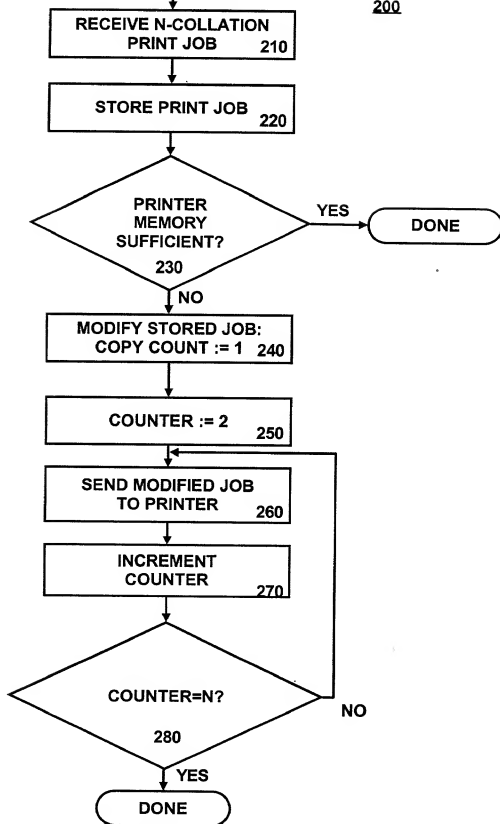 200
RECEIVE N-COLLATION
PRINT JOB
210
STORE PRINT JOB
220
PRINTER
MEMORY
SUFFICIENT?
230
YES
DONE
NO
MODIFY STORED JOB:
COPY COUNT := 1 240
COUNTER := 2
250
SEND MODIFIED JOB
TO PRINTER
260
INCREMENT
COUNTER
270
COUNTER=N?
280
NO
YES
DONE